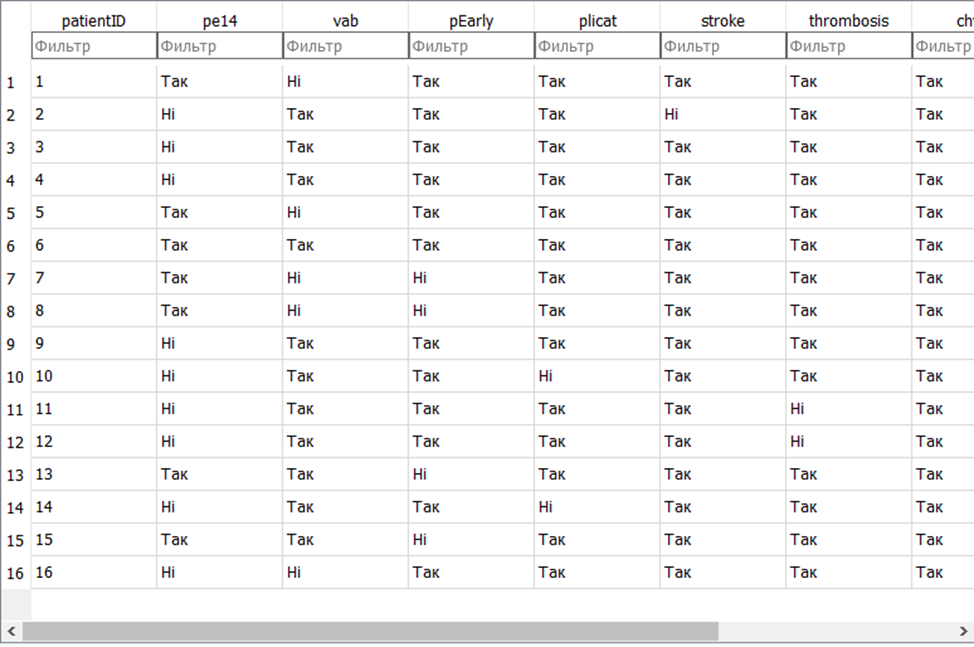 patientID pe14 vab pEarly plicat stroke thrombosis
Фильтр Фильтр Фильтр Фильтр Фильтр Фильтр Фильтр Фильтр
1 1 Так Ні Так Так Так Так Так
2 2 Ні Так Так Так Ні Так Так
3 3 Ні Так Так Так Так Так Так
4 4 Ні Так Так Так Так Так Так
5 5 Так Ні Так Так Так Так Так
6 6 Так Так Так Так Так Так Так
7 7 Так Ні Ні Так Так Так Так
8 8 Так Ні Ні Так Так Так Так
9 9 Ні Так Так Так Так Так Так
10 10 Ні Так Так Ні Так Так Так
11 11 Ні Так Так Так Так Ні Так
12 12 Ні Так Так Так Так Ні Так
13 13 Так Так Ні Так Так Так Так
14 14 Ні Так Так Ні Так Так Так
15 15 Так Так Ні Так Так Так Так
16 16 Ні Ні Так Так Так Так Так